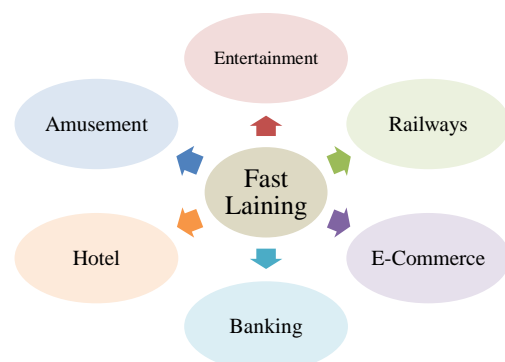 Entertainment
Amusement
Railways
Fast
Laining
Hotel
E-Commerce
Banking